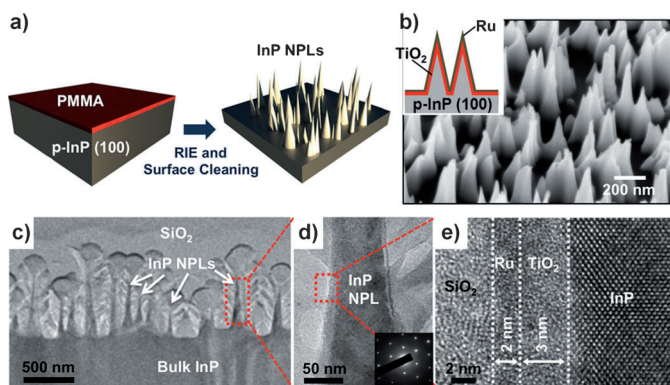 a)
PMMA
p-InP (100)
RIE and
Surface Cleaning
InP NPLs
b)
Ru
TiO2
p-InP (100)
200 nm
c)
SiO2
InP NPLs
Bulk InP
500 nm
d)
InP
NPL
50 nm
e)
SiO2
Ru
TiO2
InP
2 nm
3 nm
2 nm